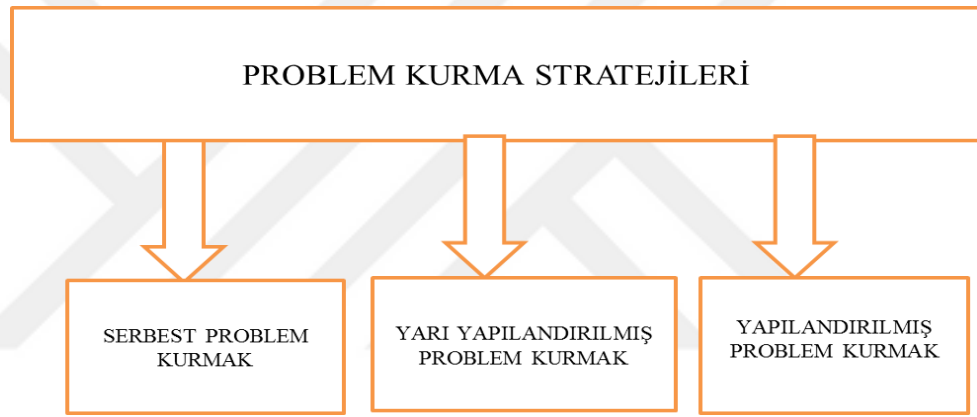 PROBLEM KURMA STRATEJİLERİ
SERBEST PROBLEM
KURMAK
YARI YAPILANDIRILMIŞ
PROBLEM KURMAK
YAPILANDIRILMIŞ
PROBLEM KURMAK